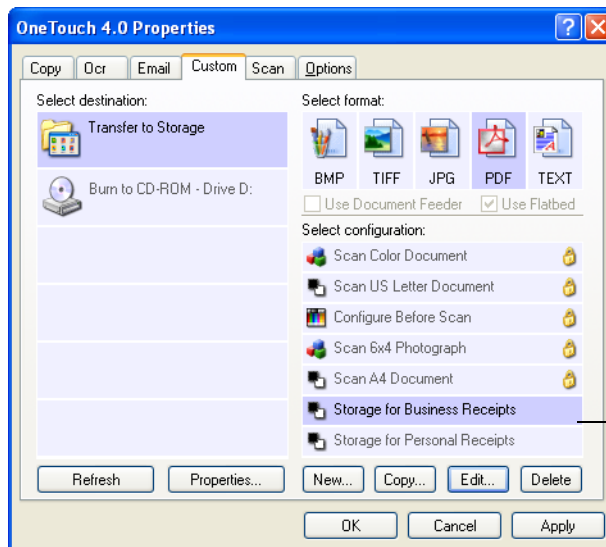 OneTouch 4.0 Properties
Copy Ocr Email Custom Scan Options
Select destination:
Transfer to Storage
Burn to CD-ROM - Drive D:
Select format:
BMP TIFF JPG PDF TEXT
Use Document Feeder Use Flatbed
Select configuration:
Scan Color Document
Scan US Letter Document
Configure Before Scan
Scan 6x4 Photograph
Scan A4 Document
Storage for Business Receipts
Storage for Personal Receipts
Refresh Properties... New... Copy... Edit... Delete
OK Cancel Apply